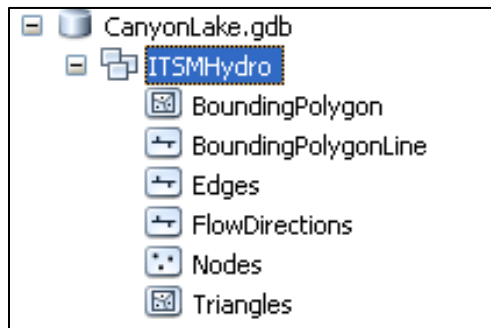 CanyonLake.gdb
ITSMHydro
BoundingPolygon
BoundingPolygonLine
Edges
FlowDirections
Nodes
Triangles